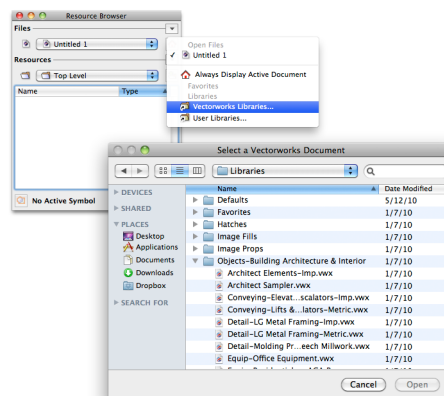 Resource Browser
Files
Untitled 1
Resources
Top Level
Name Type
No Active Symbol
Open Files
✓ Untitled 1
Always Display Active Document
Favorites
Libraries
Vectorworks Libraries...
User Libraries...
Select a Vectorworks Document
Libraries
DEVICES
SHARED
PLACES
Desktop
Applications
Documents
Downloads
Dropbox
SEARCH FOR
Name Date Modified
Defaults 5/12/10
Favorites 1/7/10
Hatches 1/7/10
Image Fills 1/7/10
Image Props 1/7/10
Objects-Building Architecture & Interior 1/7/10
Architect Elements-Imp.vwx 1/7/10
Architect Sampler.vwx 1/7/10
Conveying-Elevat...scalators-Imp.vwx 1/7/10
Conveying-Lifts &...lators-Metric.vwx 1/7/10
Detail-LG Metal Framing-Imp.vwx 1/7/10
Detail-LG Metal Framing-Metric.vwx 1/7/10
Detail-Molding Pr...eech Millwork.vwx 1/7/10
Equip-Office Equipment.vwx 1/7/10
Cancel Open